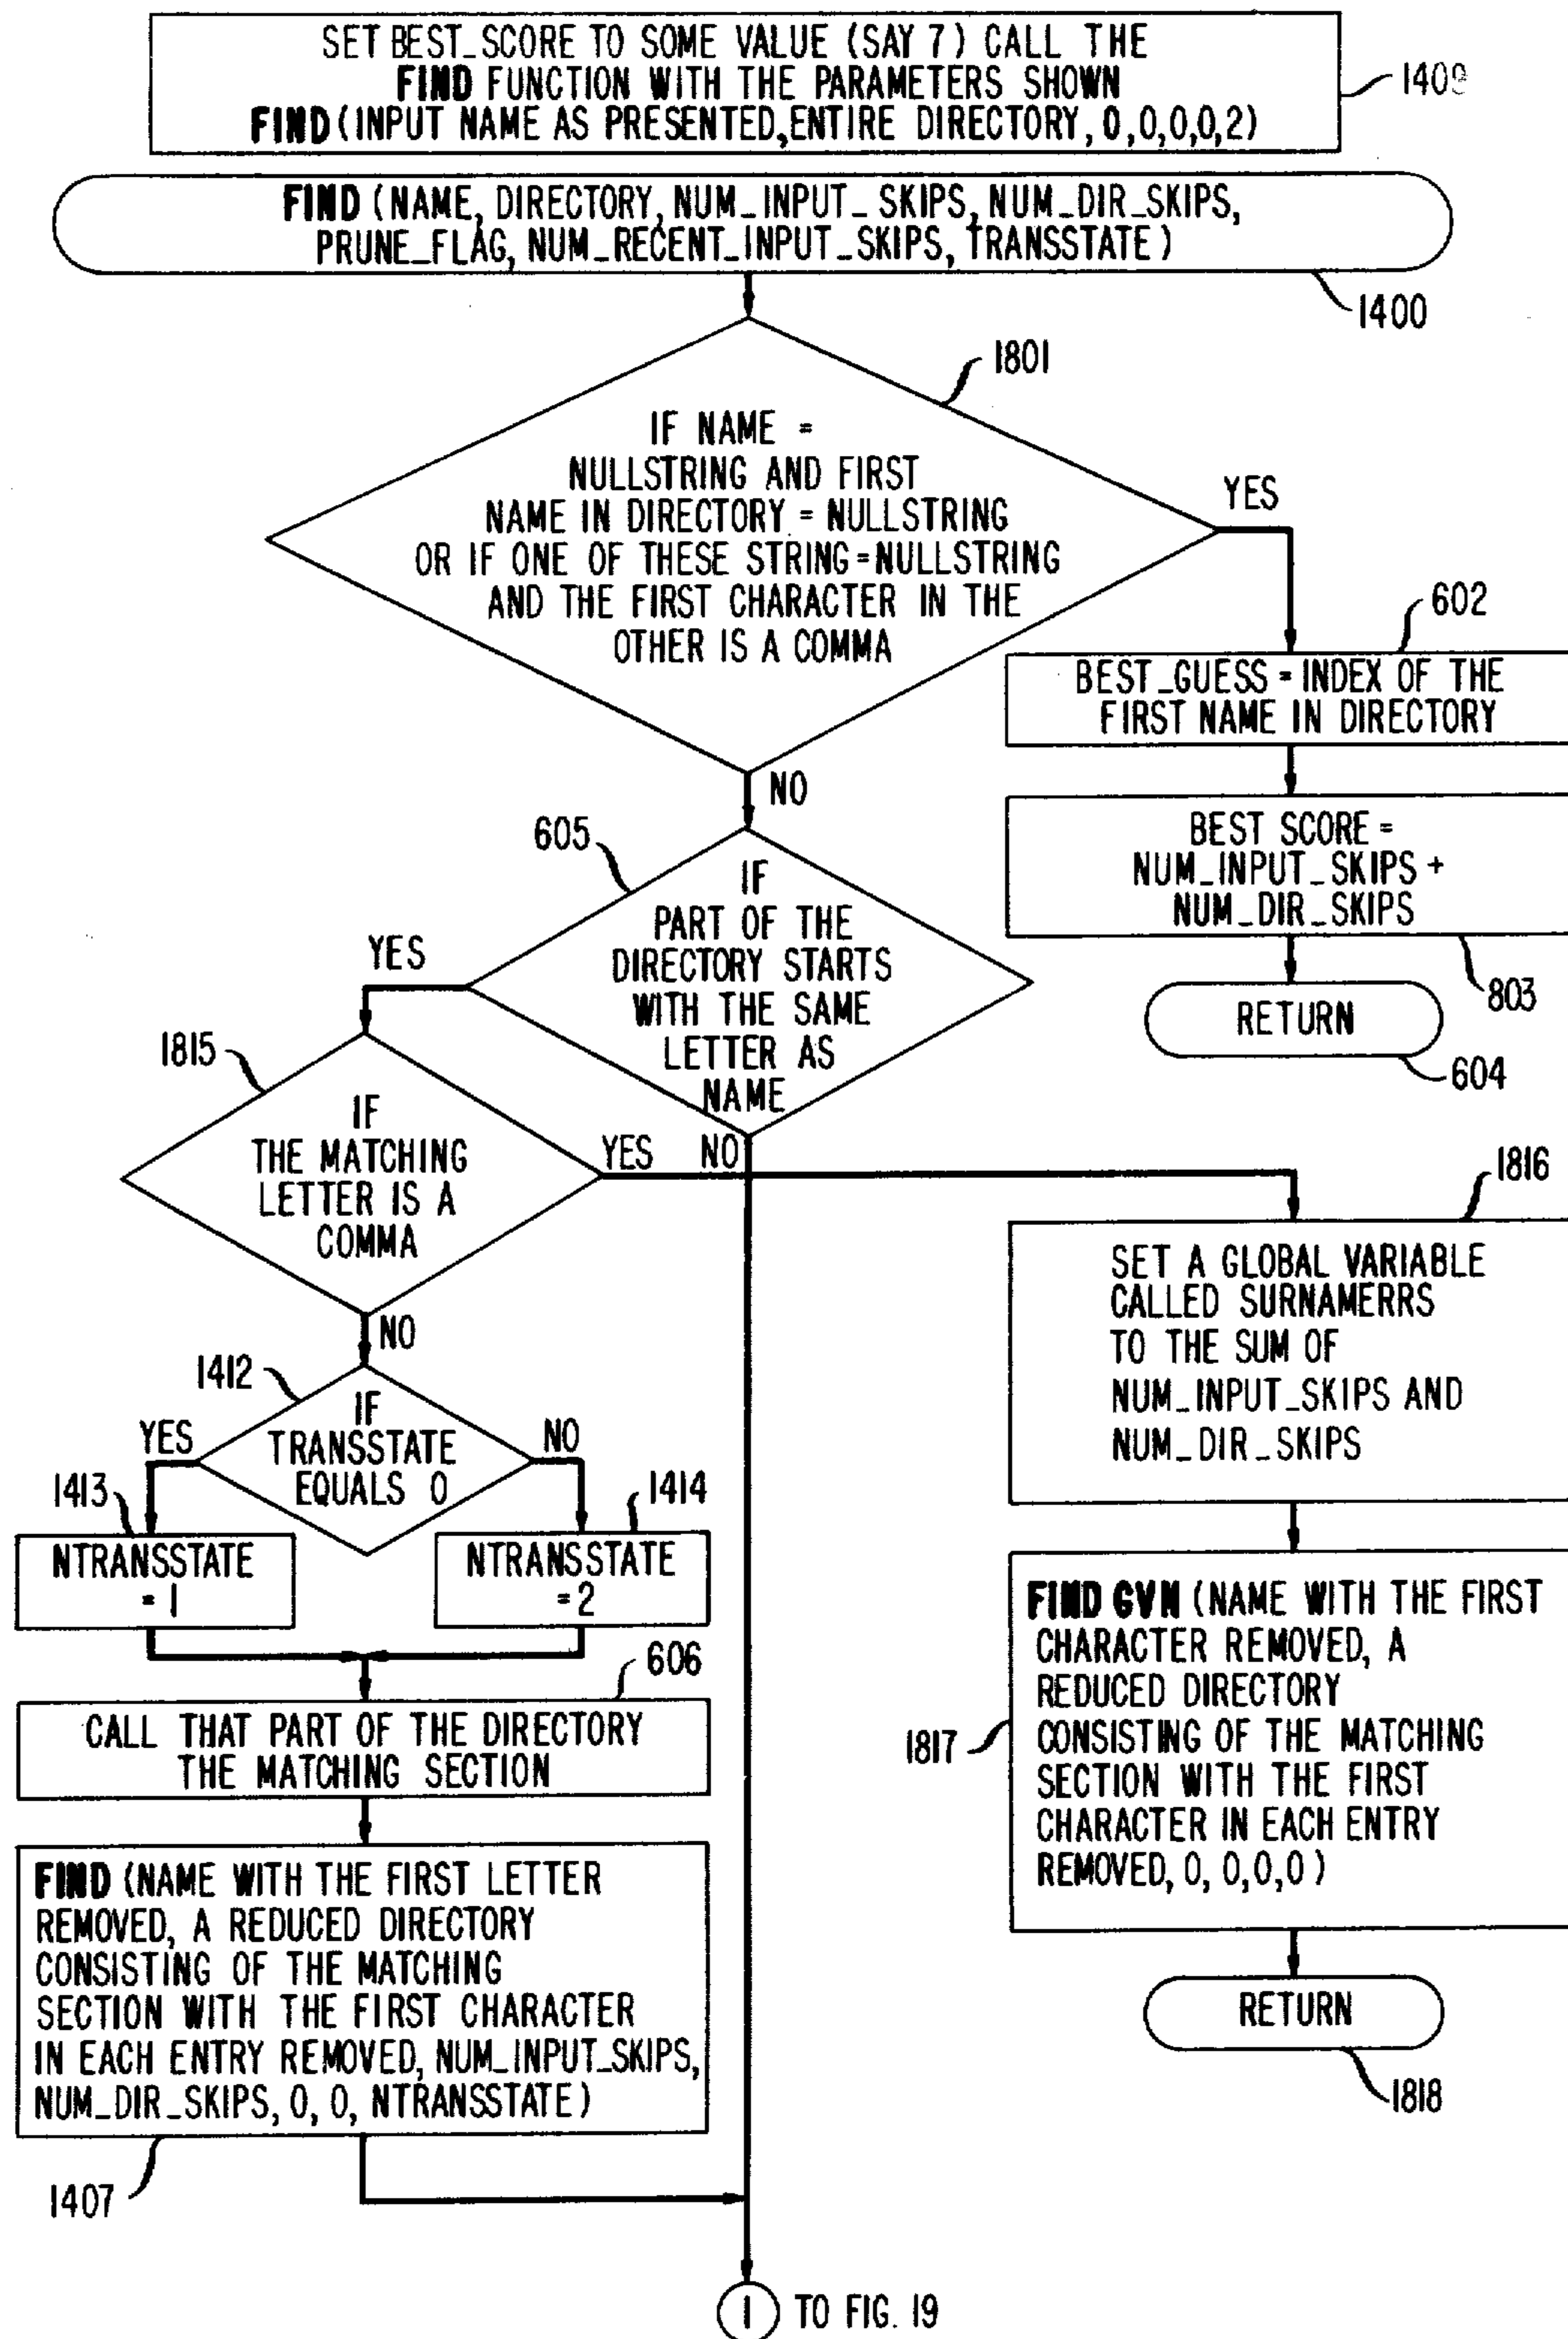 SET BEST_SCORE TO SOME VALUE (SAY 7) CALL THE
FIND FUNCTION WITH THE PARAMETERS SHOWN
FIND (INPUT NAME AS PRESENTED, ENTIRE DIRECTORY, 0,0,0,0,2)
1409
FIND (NAME, DIRECTORY, NUM_INPUT_SKIPS, NUM_DIR_SKIPS,
PRUNE_FLAG, NUM_RECENT_INPUT_SKIPS, TRANSSTATE)
1400
1801
IF NAME =
NULLSTRING AND FIRST
NAME IN DIRECTORY = NULLSTRING
OR IF ONE OF THESE STRING=NULLSTRING
AND THE FIRST CHARACTER IN THE
OTHER IS A COMMA
YES
602
BEST_GUESS = INDEX OF THE
FIRST NAME IN DIRECTORY
NO
BEST SCORE =
NUM_INPUT_SKIPS +
NUM_DIR_SKIPS
803
RETURN
604
605
IF
PART OF THE
DIRECTORY STARTS
WITH THE SAME
LETTER AS
NAME
YES
NO
1815
IF
THE MATCHING
LETTER IS A
COMMA
YES
NO
1816
SET A GLOBAL VARIABLE
CALLED SURNAMERRS
TO THE SUM OF
NUM_INPUT_SKIPS AND
NUM_DIR_SKIPS
1412
IF
TRANSSTATE
EQUALS 0
YES
NO
1413
NTRANSSTATE
= 1
1414
NTRANSSTATE
= 2
606
CALL THAT PART OF THE DIRECTORY
THE MATCHING SECTION
1817
FIND GVN (NAME WITH THE FIRST
CHARACTER REMOVED, A
REDUCED DIRECTORY
CONSISTING OF THE MATCHING
SECTION WITH THE FIRST
CHARACTER IN EACH ENTRY
REMOVED, 0, 0,0,0)
FIND (NAME WITH THE FIRST LETTER
REMOVED, A REDUCED DIRECTORY
CONSISTING OF THE MATCHING
SECTION WITH THE FIRST CHARACTER
IN EACH ENTRY REMOVED, NUM_INPUT_SKIPS,
NUM_DIR_SKIPS, 0, 0, NTRANSSTATE)
1407
RETURN
1818
1 TO FIG. 19